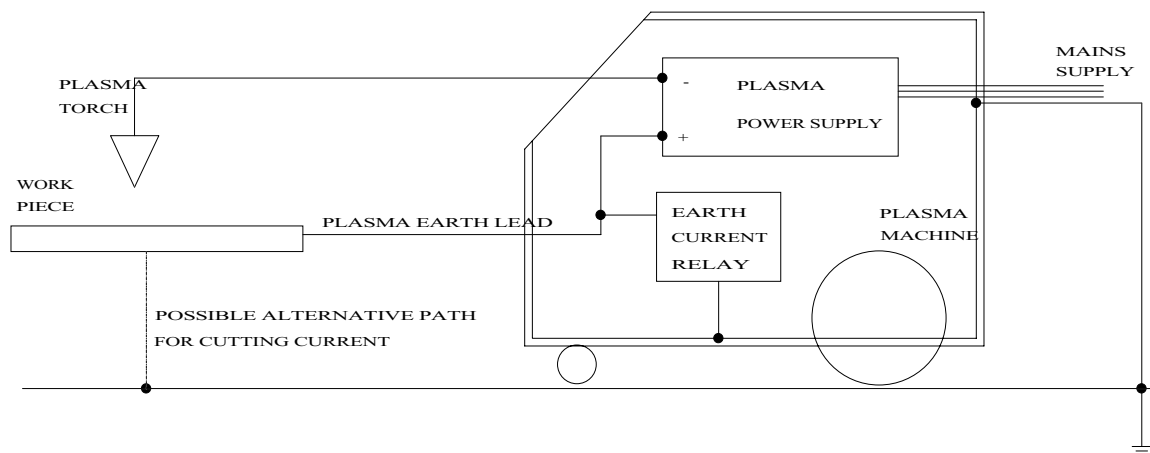 MAINS
SUPPLY
PLASMA
TORCH
-
PLASMA
POWER SUPPLY
+
WORK
PIECE
PLASMA EARTH LEAD
EARTH
CURRENT
RELAY
PLASMA
MACHINE
POSSIBLE ALTERNATIVE PATH
FOR CUTTING CURRENT